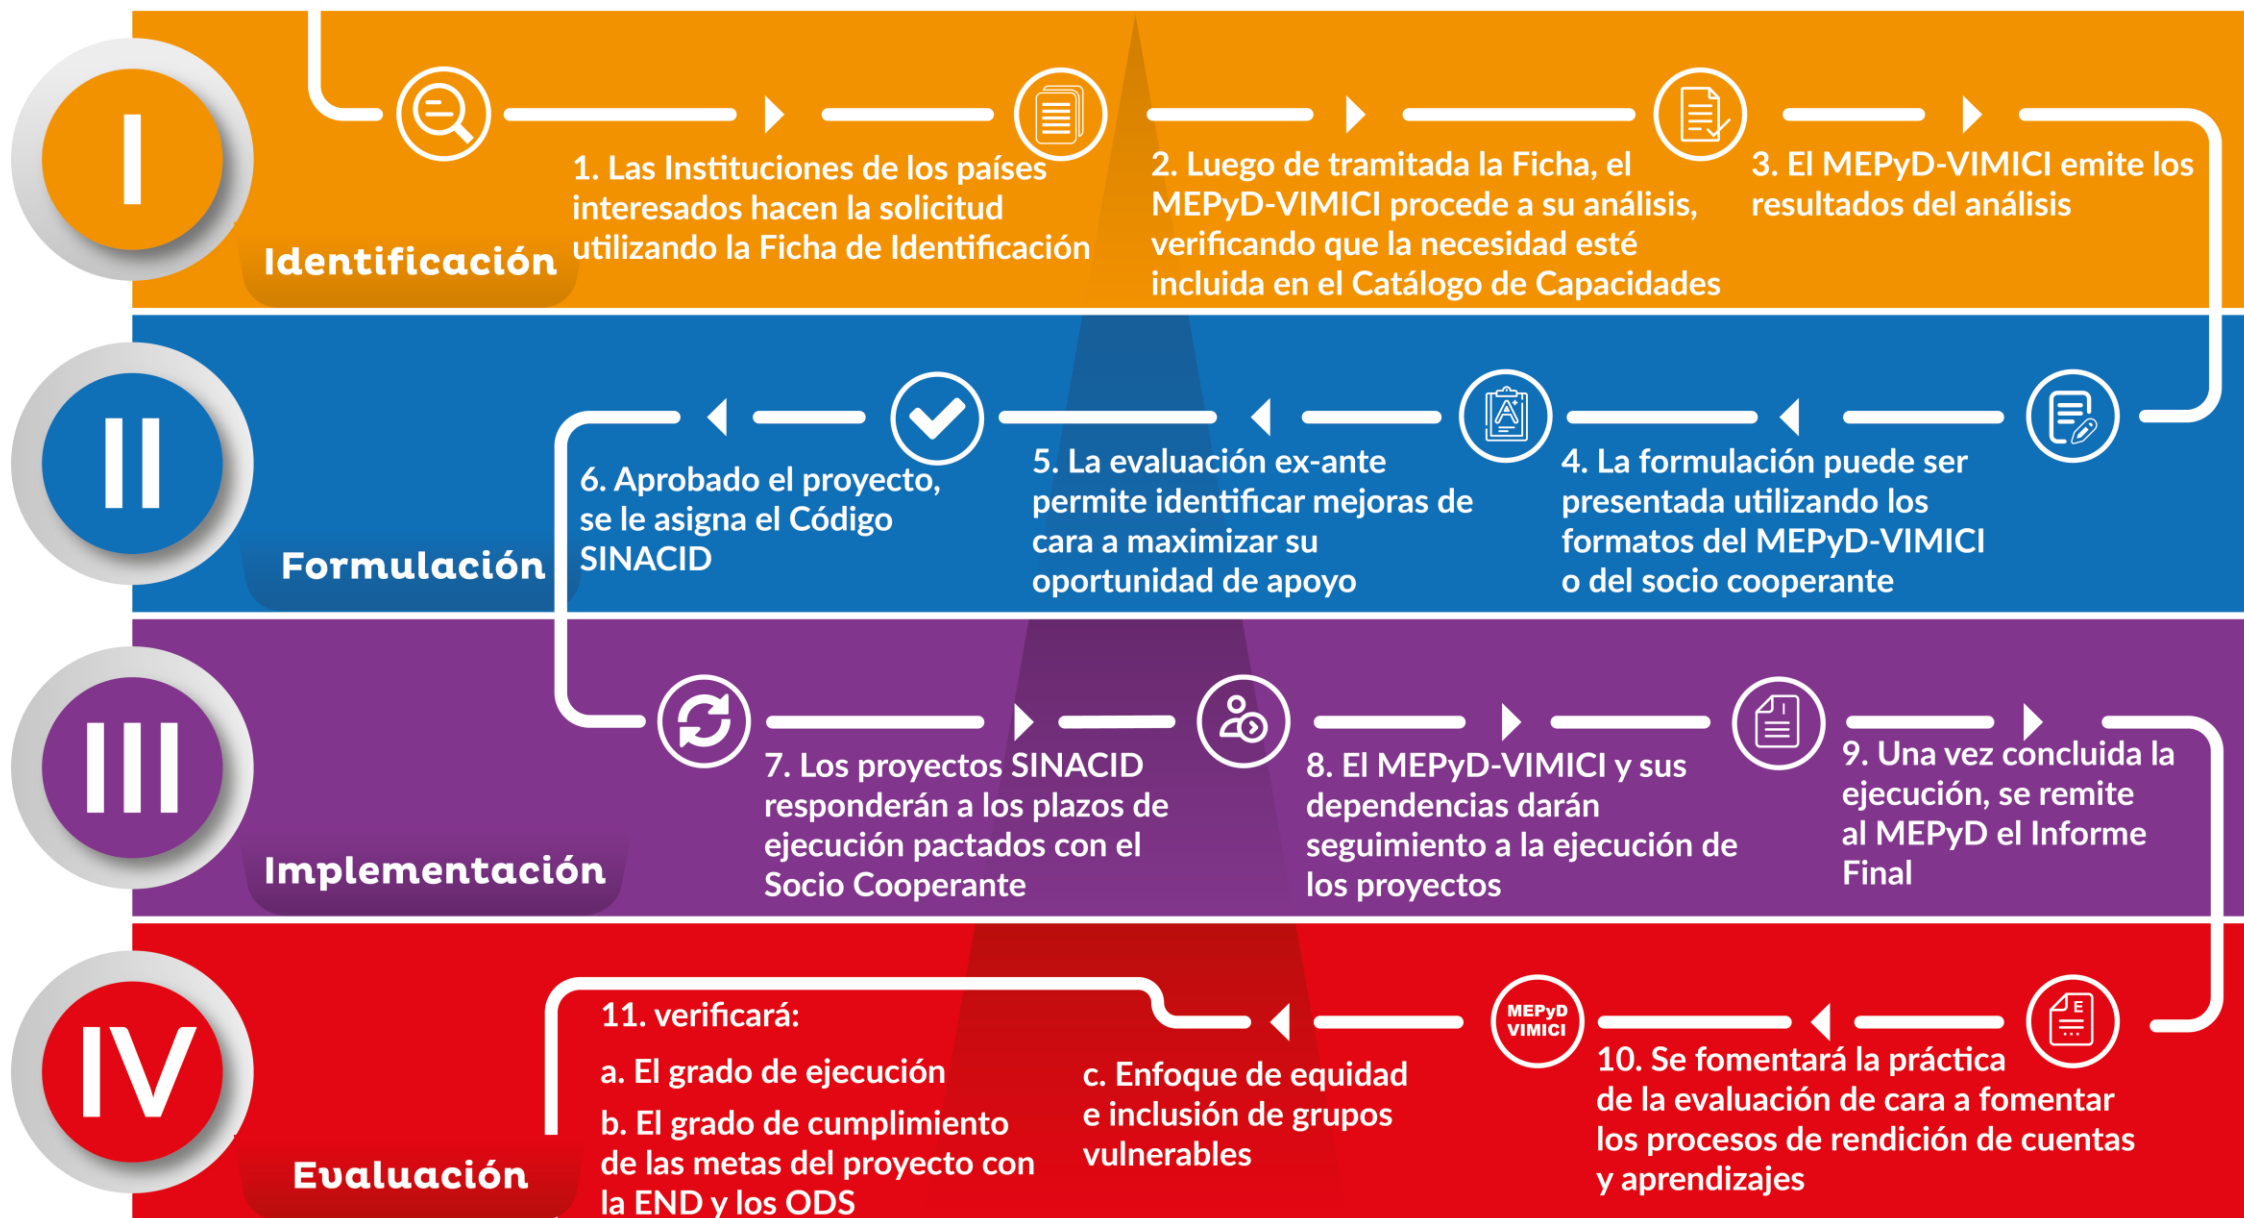 I
Identificación
1. Las Instituciones de los países
interesados hacen la solicitud
utilizando la Ficha de Identificación
2. Luego de tramitada la Ficha, el
MEPyD-VIMICI procede a su análisis,
verificando que la necesidad esté
incluida en el Catálogo de Capacidades
3. El MEPyD-VIMICI emite los
resultados del análisis
II
Formulación
4. La formulación puede ser
presentada utilizando los
formatos del MEPyD-VIMICI
o del socio cooperante
A+
5. La evaluación ex-ante
permite identificar mejoras de
cara a maximizar su
oportunidad de apoyo
6. Aprobado el proyecto,
se le asigna el Código
SINACID
III
Implementación
7. Los proyectos SINACID
responderán a los plazos de
ejecución pactados con el
Socio Cooperante
8. El MEPyD-VIMICI y sus
dependencias darán
seguimiento a la ejecución de
los proyectos
9. Una vez concluida la
ejecución, se remite
al MEPyD el Informe
Final
I
IV
Evaluación
E
10. Se fomentará la práctica
de la evaluación de cara a fomentar
los procesos de rendición de cuentas
y aprendizajes
MEPyD
VIMICI
11. verificará:
a. El grado de ejecución
b. El grado de cumplimiento
de las metas del proyecto con
la END y los ODS
c. Enfoque de equidad
e inclusión de grupos
vulnerables